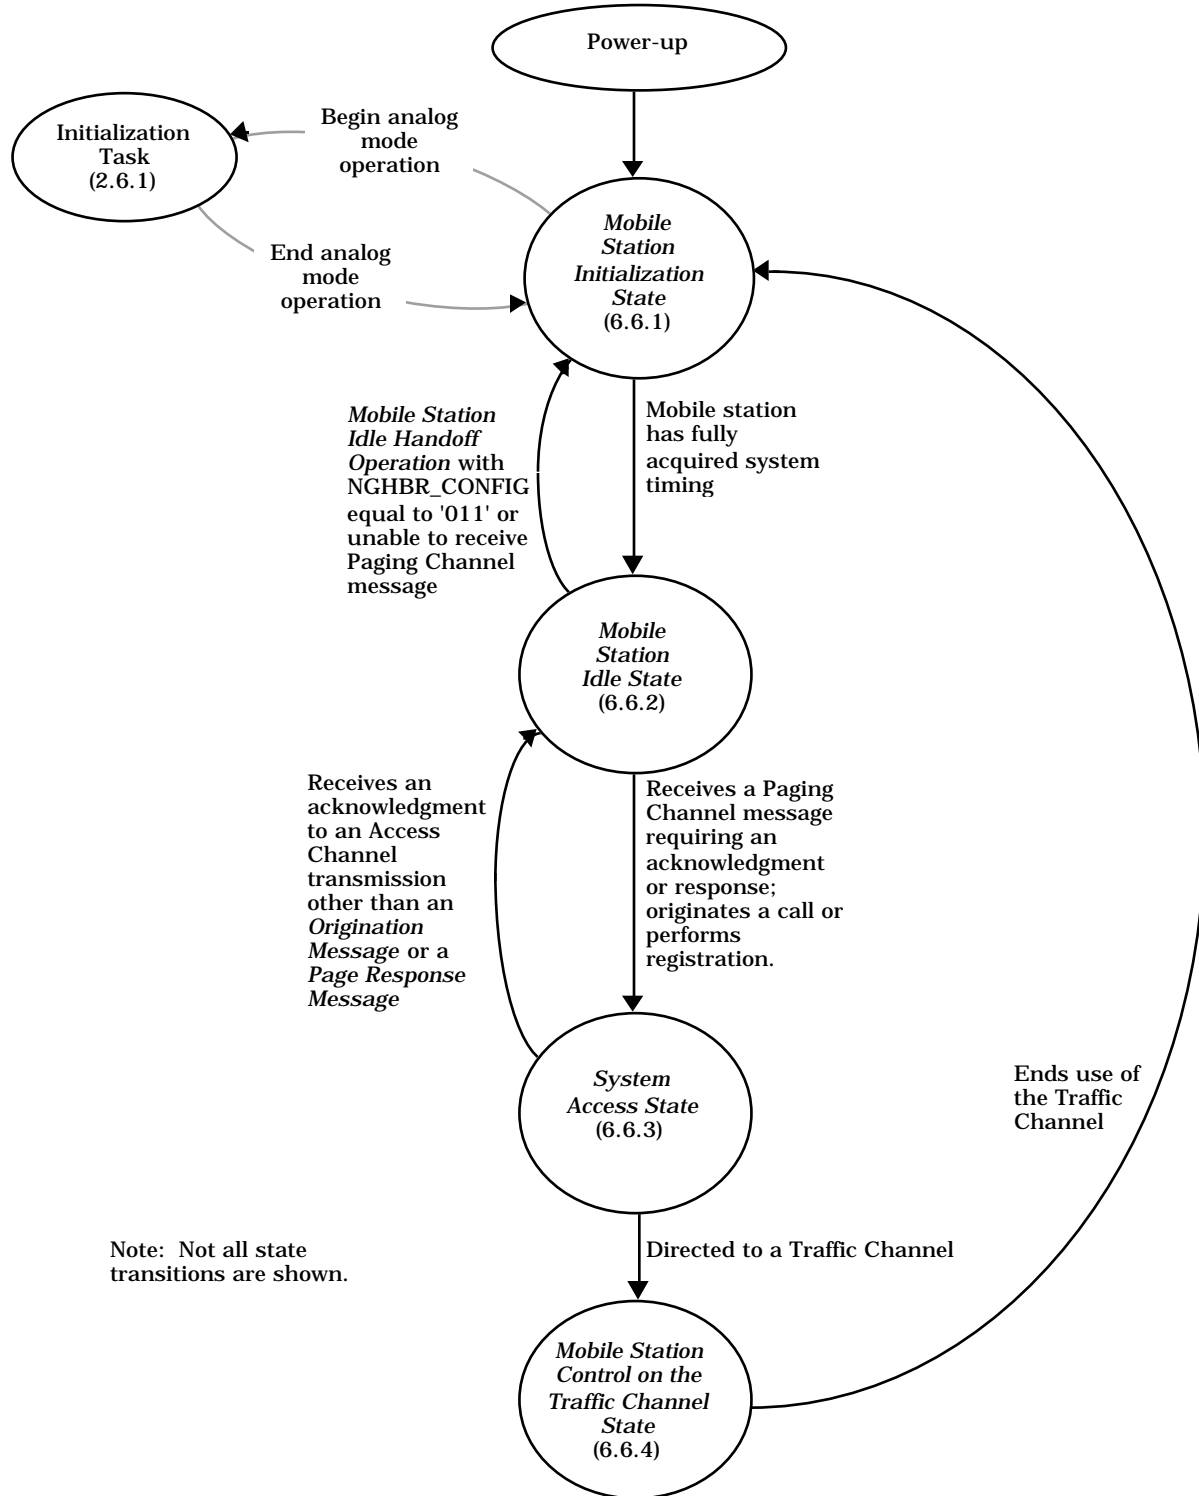 Power-up
Initialization
Task
(2.6.1)
Begin analog
mode
operation
End analog
mode
operation
Mobile
Station
Initialization
State
(6.6.1)
Mobile Station
Idle Handoff
Operation with
NGHBR_CONFIG
equal to '011' or
unable to receive
Paging Channel
message
Mobile station
has fully
acquired system
timing
Mobile
Station
Idle State
(6.6.2)
Receives an
acknowledgment
to an Access
Channel
transmission
other than an
Origination
Message or a
Page Response
Message
Receives a Paging
Channel message
requiring an
acknowledgment
or response;
originates a call or
performs
registration.
System
Access State
(6.6.3)
Ends use of
the Traffic
Channel
Note:  Not all state
transitions are shown.
Directed to a Traffic Channel
Mobile Station
Control on the
Traffic Channel
State
(6.6.4)